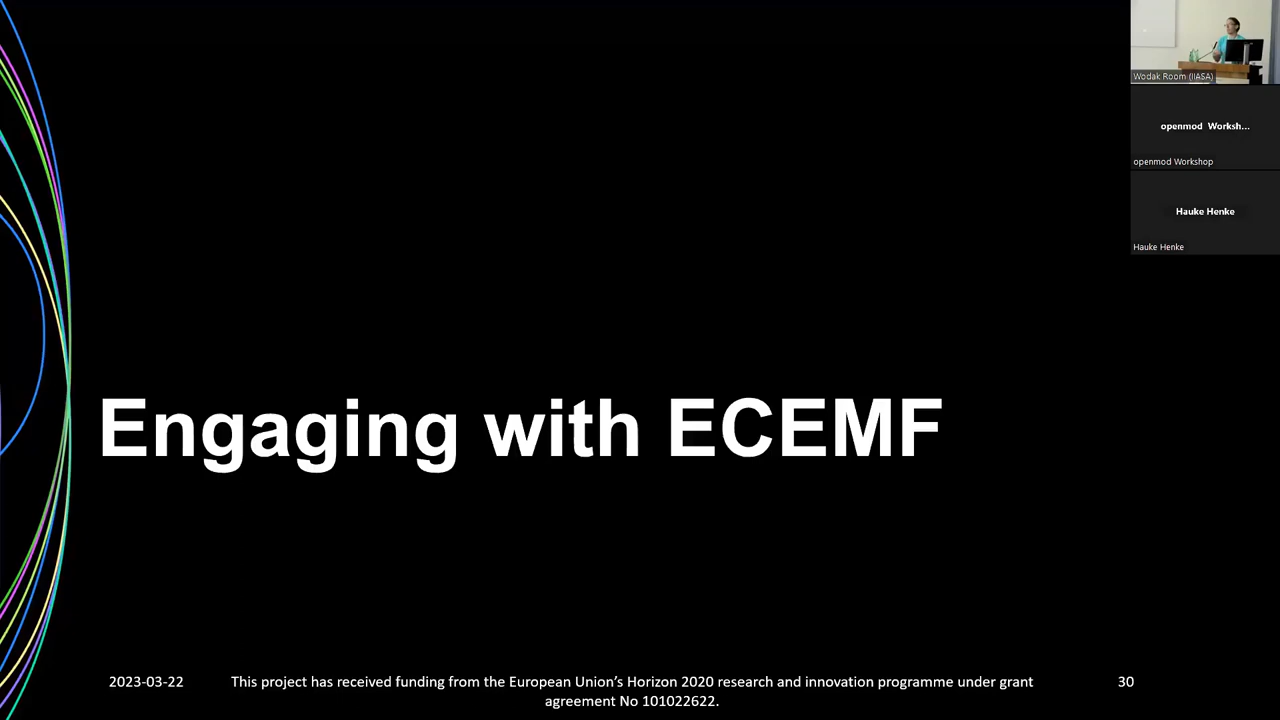 Wodak Room (IIASA)
openmod Worksh...
openmod Workshop
Hauke Henke
Hauke Henke
Engaging with ECEMF
2023-03-22
This project has received funding from the European Union’s Horizon 2020 research and innovation programme under grant
agreement No 101022622.
30